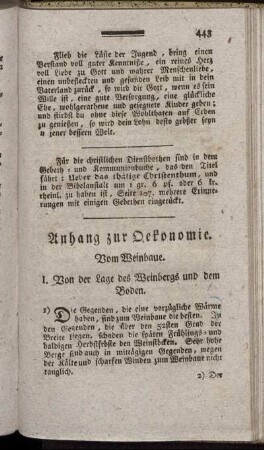 443
Flieh die Lüste der Jugend, bring einen
Verstand voll guter Kenntnisse, ein reines Herz
voll Liebe zu Gott und wahrer Menschenliebe,
einen unbefleckten und gesunden Leib mit in dein
Vaterland zurück, so wird dir Gott, wenn es sein
Wille ist, eine gute Versorgung, eine glückliche
Ehe, wohlgerathene und geeignete Kinder geben;
und stirbst du ohne diese Wohlthaten auf Erden
zu geniessen, so wird dein Lohn desto grösser seyn
in jener bessern Welt.
Für die christlichen Dienstbothen sind in dem
Gebeth- und Kommunionbuche, das den Titel
führt: Ueber das thätige Christenthum, und
in der Bibelanstalt um 1 gr. 6 pf. oder 6 kr.
rheinl. zu haben ist, Seite 107. mehrere Erinne-
rungen mit einigen Gebethen eingerückt.
Anhang zur Oekonomie.
Vom Weinbaue.
I. Von der Lage des Weinbergs und dem
Boden.
1) Die Gegenden, die eine vorzügliche Wärme
haben, sind zum Weinbaue die besten. In
den Gegenden, die über den 52sten Grad der
Breite liegen, schaden die späten Frühlings- und
baldigen Herbstfröste den Weinstöcken. Sehr hohe
Berge sind auch in mittägigen Gegenden, wegen
der Kälte und scharfen Winden zum Weinbaue nicht
tauglich.
2) Der